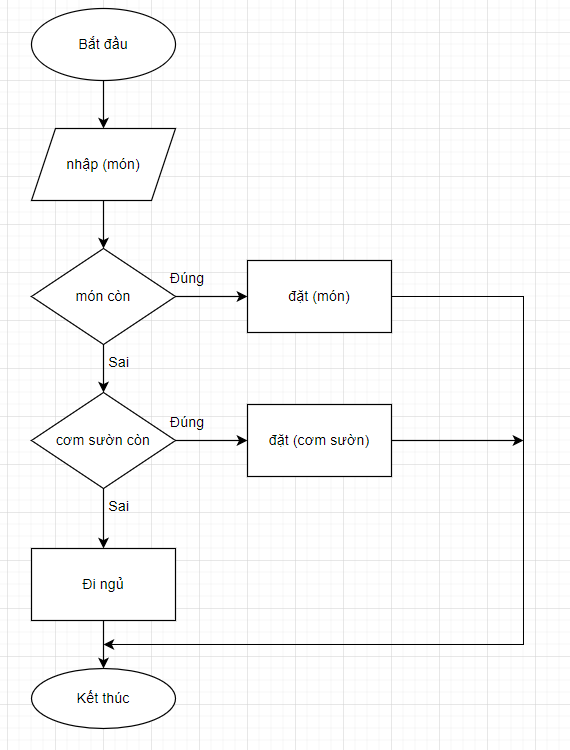 Bắt đầu
nhập (món)
món còn
Đúng
đặt (món)
Sai
cơm sườn còn
Đúng
đặt (cơm sườn)
Sai
Đi ngủ
Kết thúc